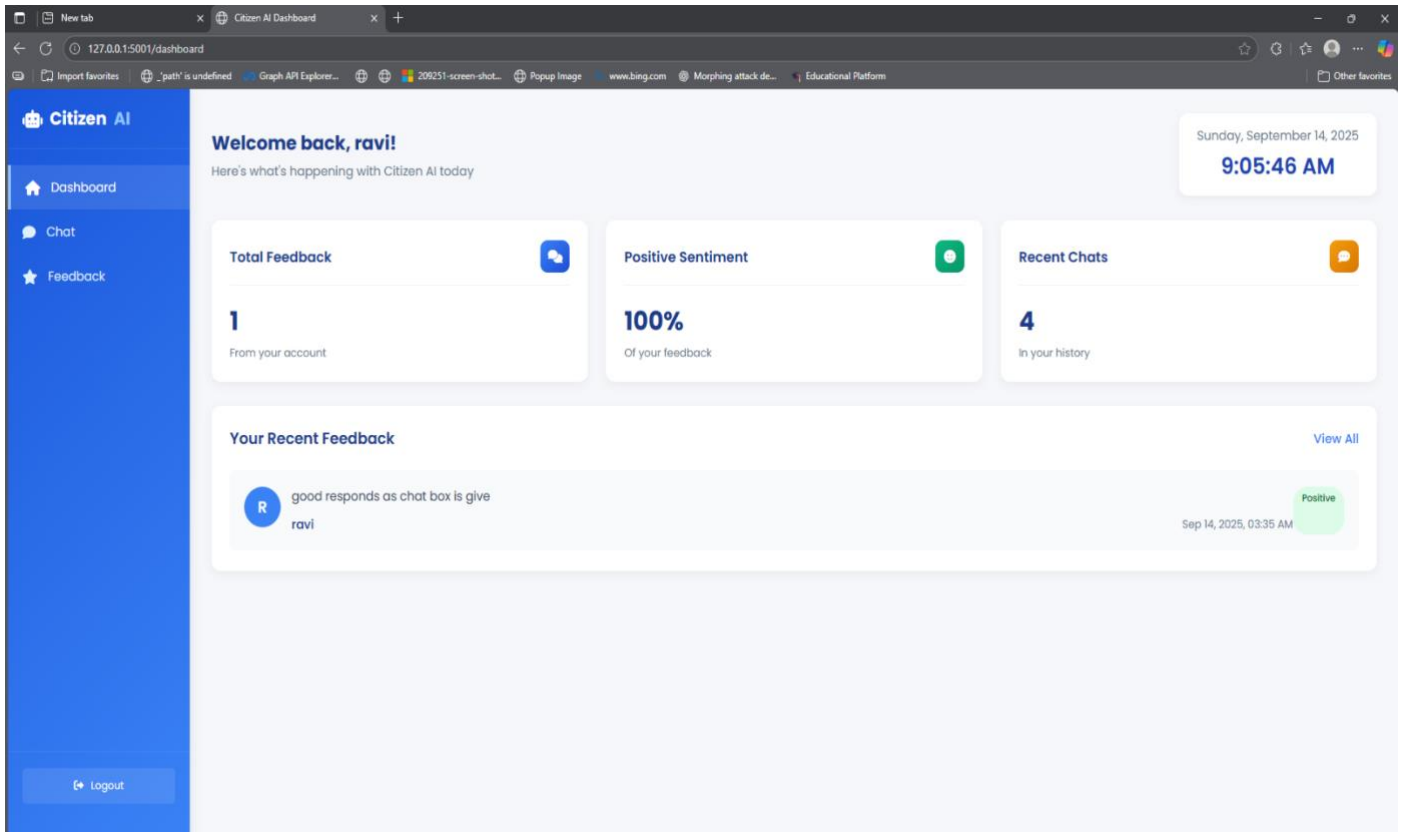 New tab
Citizen AI Dashboard
127.0.0.1:5001/dashboard
Import favorites
_'path' is undefined
Graph API Explorer...
209251-screen-shot...
Popup Image
www.bing.com
Morphing attack de...
Educational Platform
Other favorites
Citizen AI
Dashboard
Chat
Feedback
Logout
Welcome back, ravi!
Here's what's happening with Citizen AI today
Sunday, September 14, 2025
9:05:46 AM
Total Feedback
1
From your account
Positive Sentiment
100%
Of your feedback
Recent Chats
4
In your history
Your Recent Feedback
View All
R
good responds as chat box is give
ravi
Positive
Sep 14, 2025, 03:35 AM